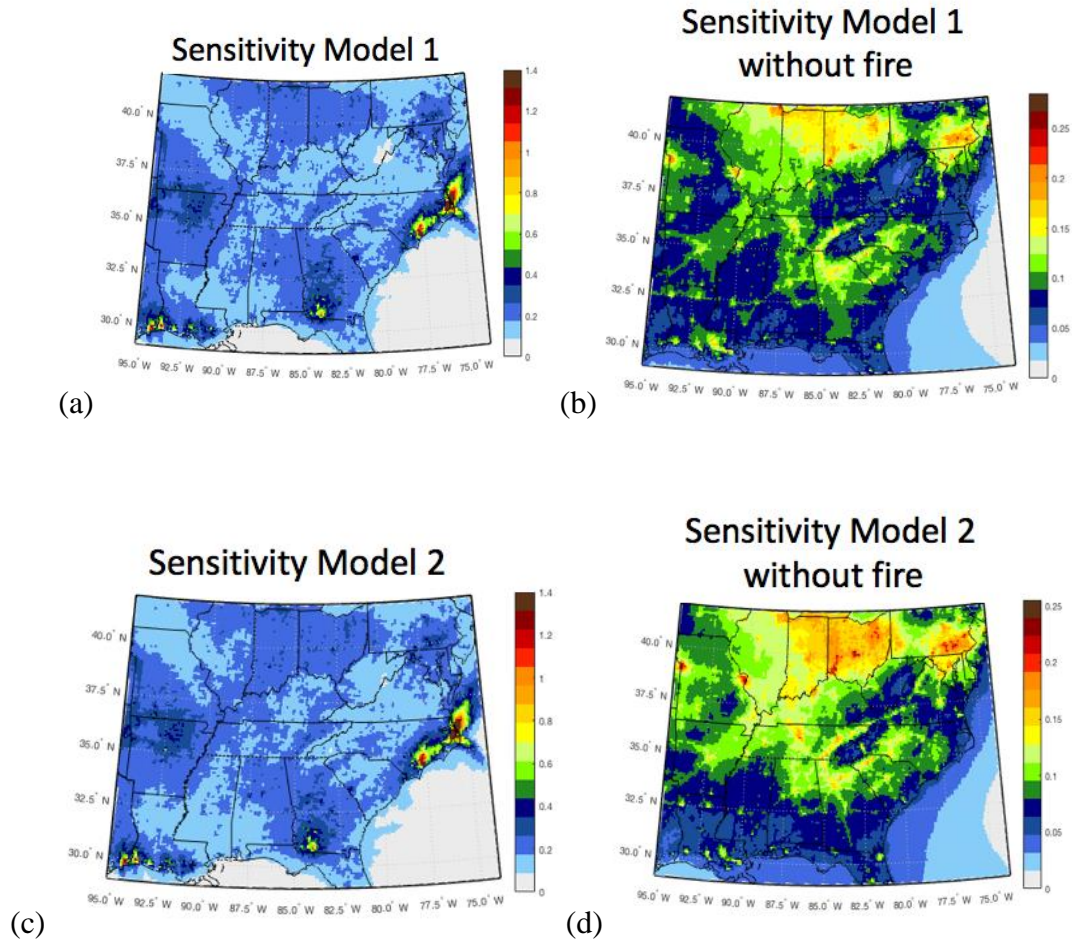 Sensitivity Model 1
1.4
1.2
1
0.8
0.6
0.4
0.2
0
40.0° N
37.5° N
35.0° N
32.5° N
30.0° N
95.0° W 92.5° W 90.0° W 87.5° W 85.0° W 82.5° W 80.0° W 77.5° W 75.0° W
(a)
Sensitivity Model 1
without fire
0.25
0.2
0.15
0.1
0.05
0
40.0° N
37.5° N
35.0° N
32.5° N
30.0° N
95.0° W 92.5° W 90.0° W 87.5° W 85.0° W 82.5° W 80.0° W 77.5° W 75.0° W
(b)
Sensitivity Model 2
1.4
1.2
1
0.8
0.6
0.4
0.2
0
40.0° N
37.5° N
35.0° N
32.5° N
30.0° N
95.0° W 92.5° W 90.0° W 87.5° W 85.0° W 82.5° W 80.0° W 77.5° W 75.0° W
(c)
Sensitivity Model 2
without fire
0.25
0.2
0.15
0.1
0.05
0
40.0° N
37.5° N
35.0° N
32.5° N
30.0° N
95.0° W 92.5° W 90.0° W 87.5° W 85.0° W 82.5° W 80.0° W 77.5° W 75.0° W
(d)